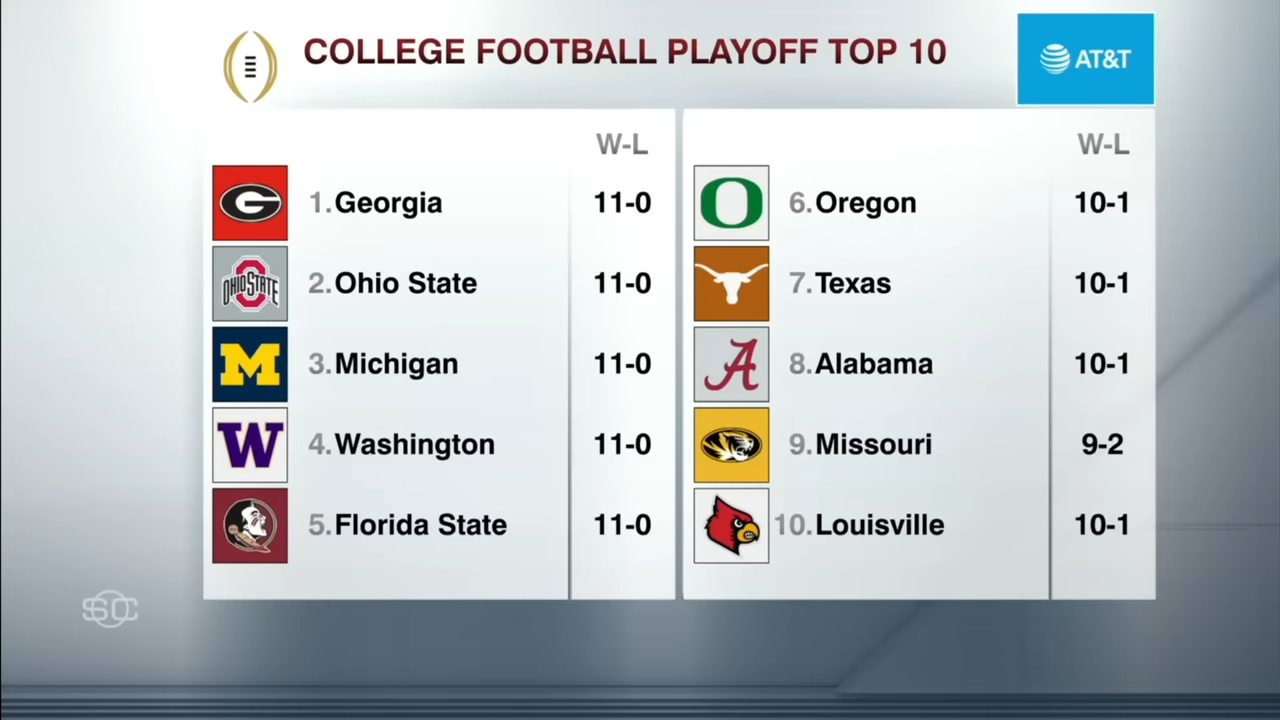 COLLEGE FOOTBALL PLAYOFF TOP 10
AT&T
W-L
G 1. Georgia 11-0
OHIO STATE 2. Ohio State 11-0
M 3. Michigan 11-0
W 4. Washington 11-0
5. Florida State 11-0
W-L
O 6. Oregon 10-1
7. Texas 10-1
A 8. Alabama 10-1
9. Missouri 9-2
10. Louisville 10-1
SC